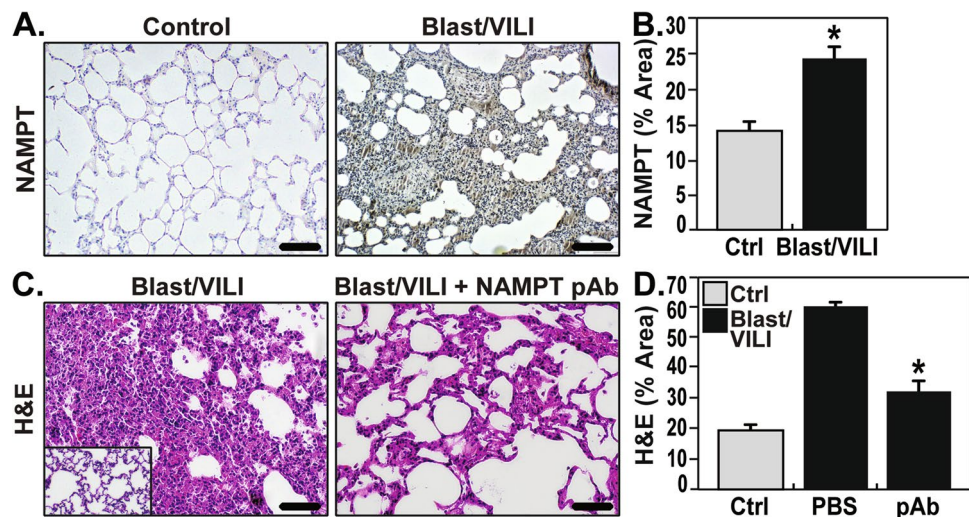 A.
Control
Blast/VILI
NAMPT
B.
NAMPT (% Area)
30
25
20
15
10
5
0
Ctrl Blast/VILI
C.
Blast/VILI
Blast/VILI + NAMPT pAb
H&E
D.
H&E (% Area)
70
60
50
40
30
20
10
0
Ctrl
Blast/
VILI
*
*
Ctrl PBS pAb